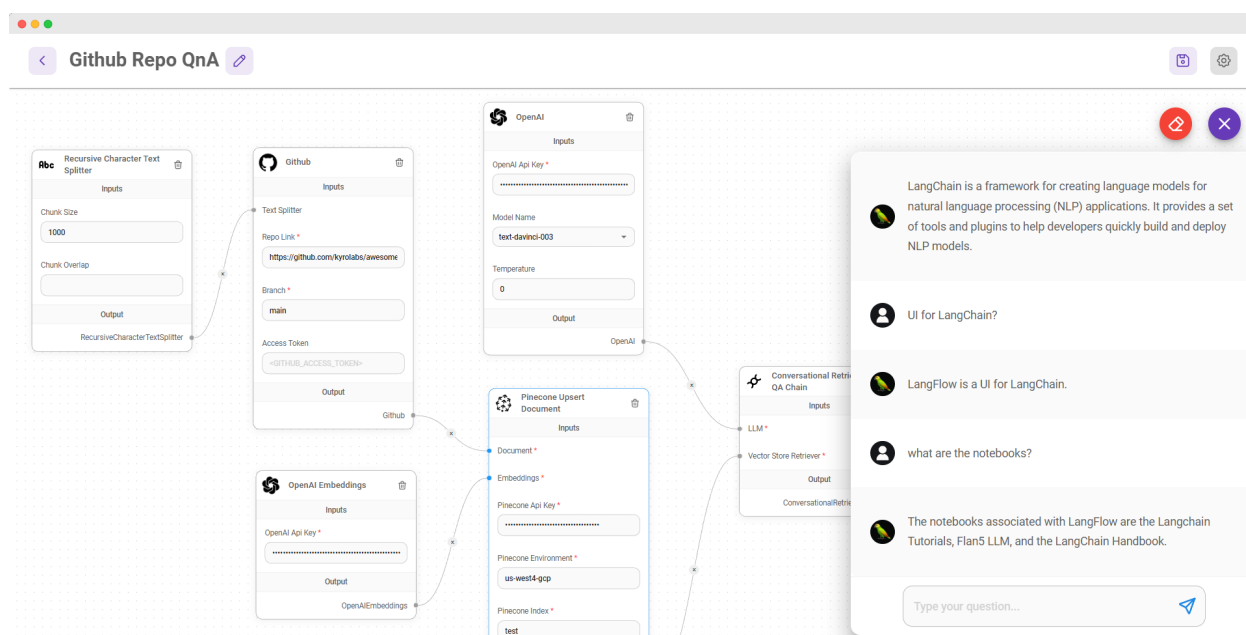 Github Repo QnA
Abc
Recursive Character Text
Splitter
Inputs
Chunk Size
1000
Chunk Overlap
Output
RecursiveCharacterTextSplitter
Github
Inputs
Text Splitter
Repo Link *
https://github.com/kyrolabs/awesome
Branch *
main
Access Token
<GITHUB_ACCESS_TOKEN>
Output
Github
OpenAI Embeddings
Inputs
OpenAI Api Key *
Output
OpenAIEmbeddings
OpenAI
Inputs
OpenAI Api Key *
Model Name
text-davinci-003
Temperature
0
Output
OpenAI
Pinecone Upsert
Document
Inputs
Document *
Embeddings *
Pinecone Api Key *
Pinecone Environment *
us-west4-gcp
Pinecone Index *
test
Conversational Retri
QA Chain
Inputs
LLM *
Vector Store Retriever *
Output
ConversationalRetrie
LangChain is a framework for creating language models for
natural language processing (NLP) applications. It provides a set
of tools and plugins to help developers quickly build and deploy
NLP models.
UI for LangChain?
LangFlow is a UI for LangChain.
what are the notebooks?
The notebooks associated with LangFlow are the Langchain
Tutorials, Flan5 LLM, and the LangChain Handbook.
Type your question...